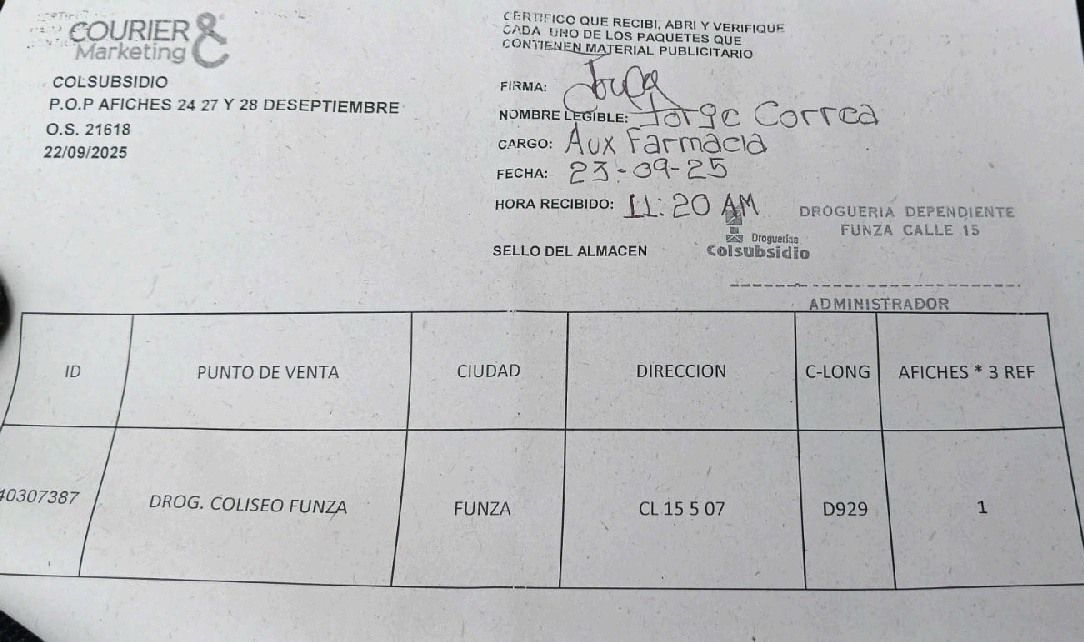 COURIER &
Marketing
COLSUBSIDIO
P.O.P AFICHES 24 27 Y 28 DESEPTIEMBRE
O.S. 21618
22/09/2025
CERTIFICO QUE RECIBI, ABRI Y VERIFIQUE
CADA UNO DE LOS PAQUETES QUE
CONTIENEN MATERIAL PUBLICITARIO
FIRMA:
NOMBRE LEGIBLE: Jorge Correa
CARGO: Aux Farmacia
FECHA: 23-09-25
HORA RECIBIDO: 11:20 AM
SELLO DEL ALMACEN
Droguerías
Colsubsidio
DROGUERIA DEPENDIENTE
FUNZA CALLE 15
ADMINISTRADOR
ID PUNTO DE VENTA CIUDAD DIRECCION C-LONG AFICHES * 3 REF
40307387 DROG. COLISEO FUNZA FUNZA CL 15 5 07 D929 1